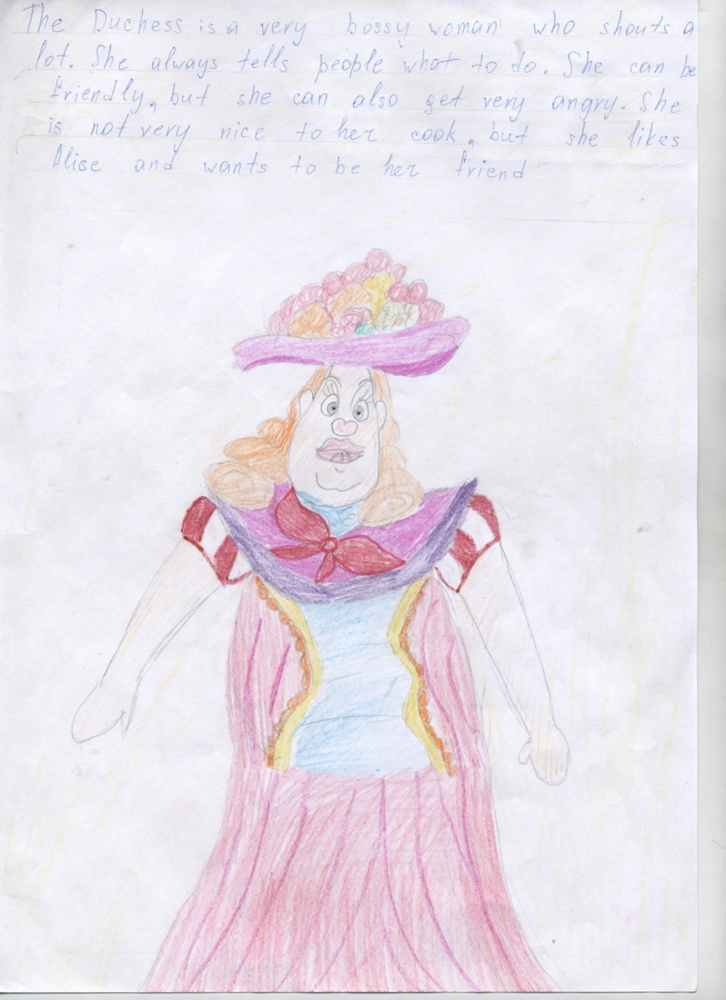 The Duchess is a very bossy woman who shouts a
lot. She always tells people what to do. She can be
friendly, but she can also get very angry. She
is not very nice to her cook, but she likes
Alice and wants to be her friend